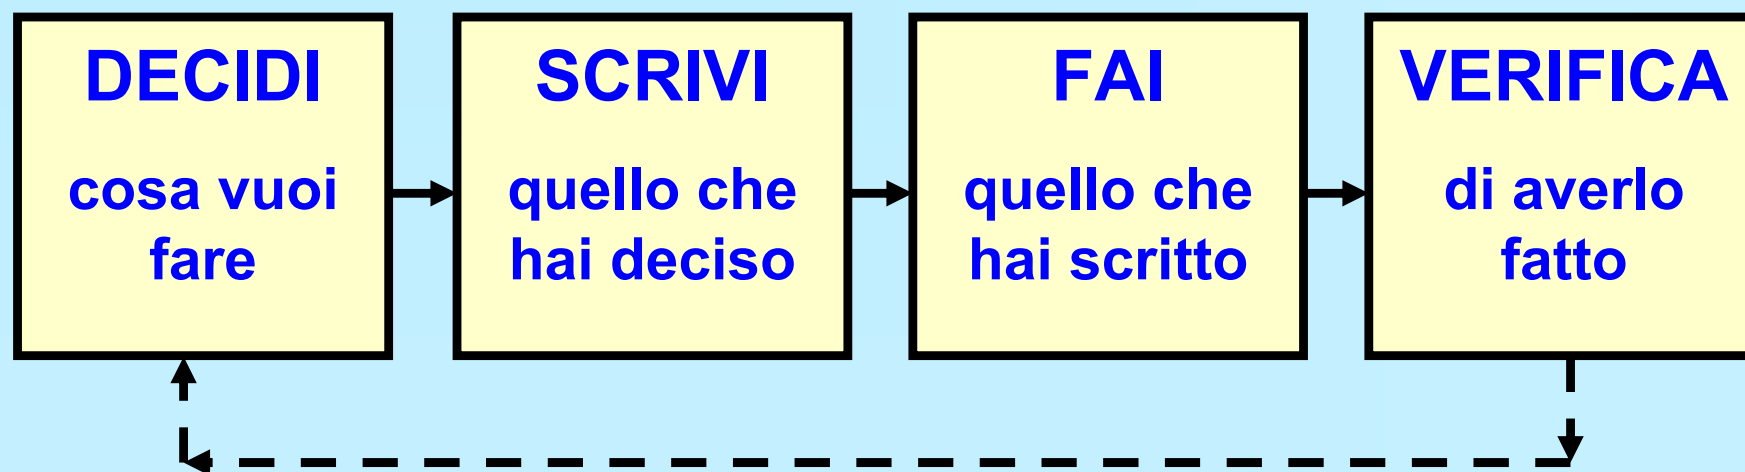 DECIDI
cosa vuoi
fare
SCRIVI
quello che
hai deciso
FAI
quello che
hai scritto
VERIFICA
di averlo
fatto